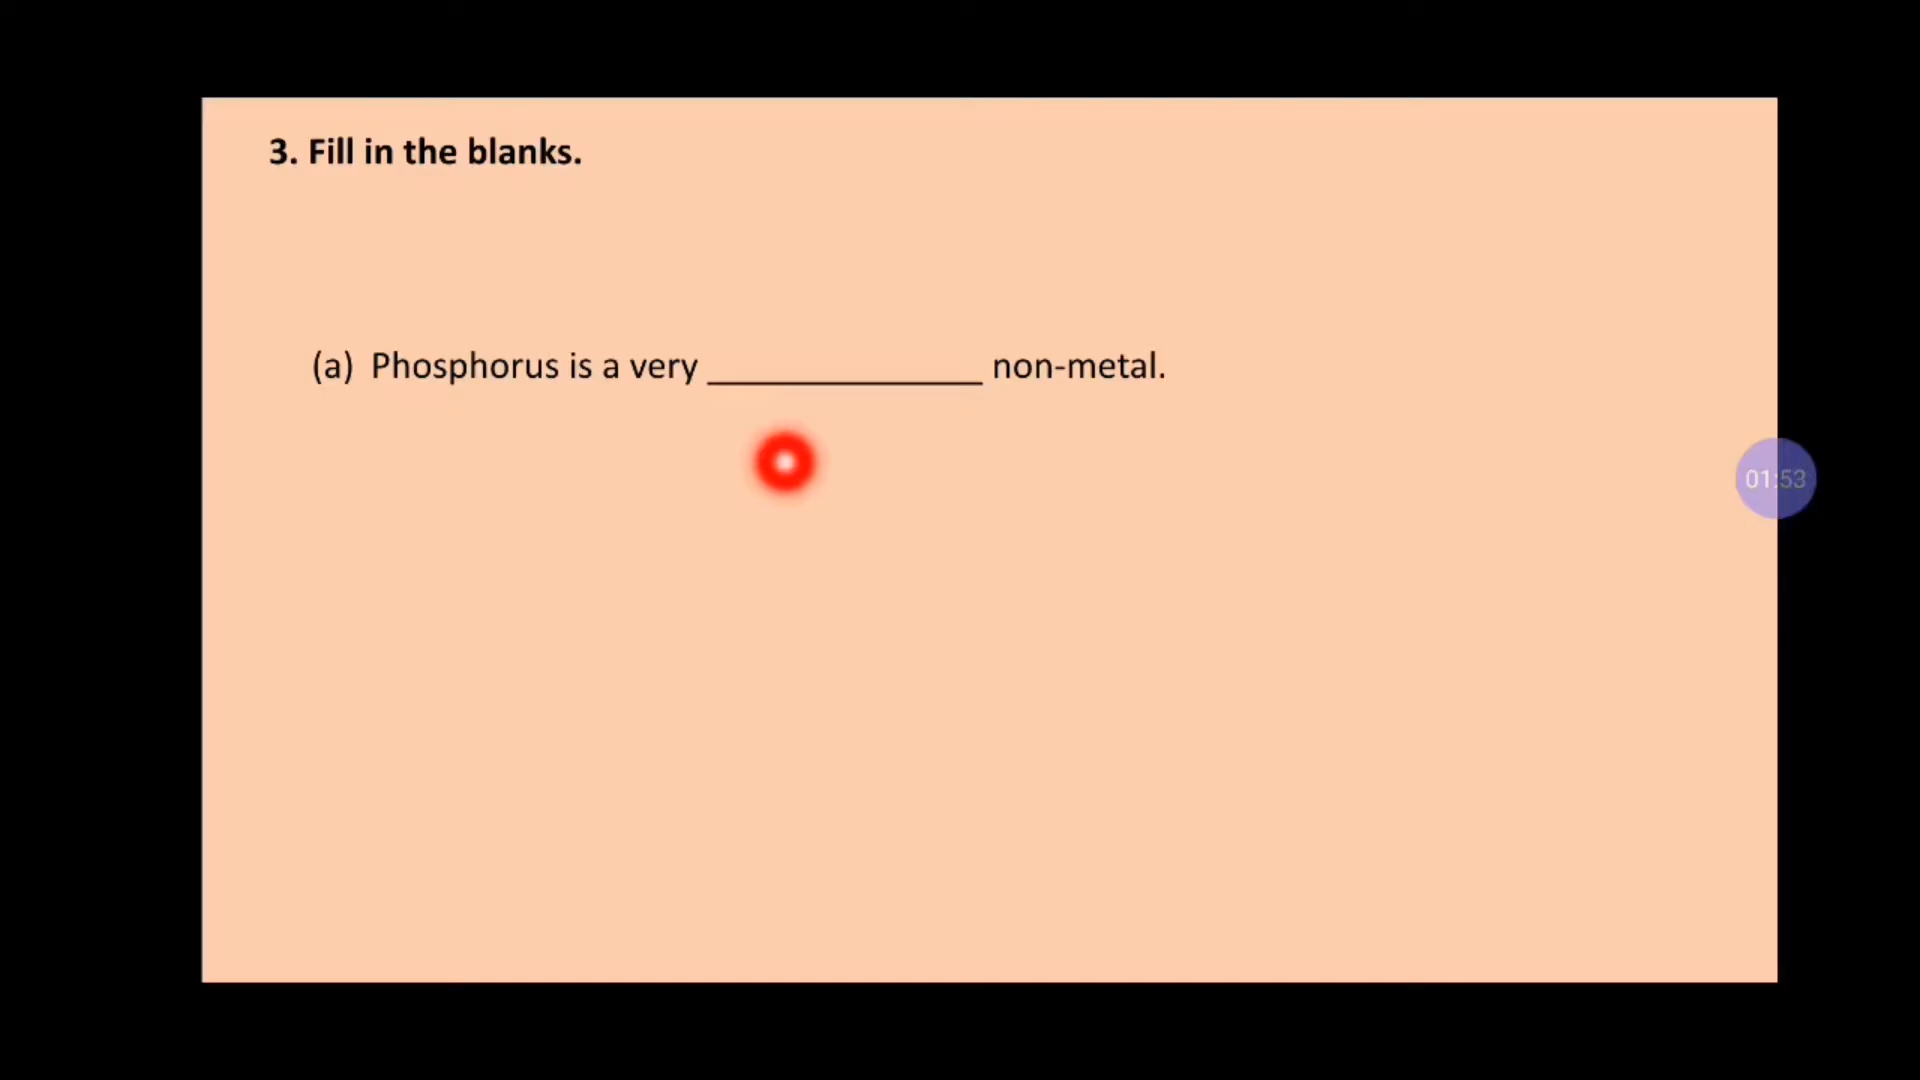 3. Fill in the blanks.
(a) Phosphorus is a very _______________ non-metal.
01:53